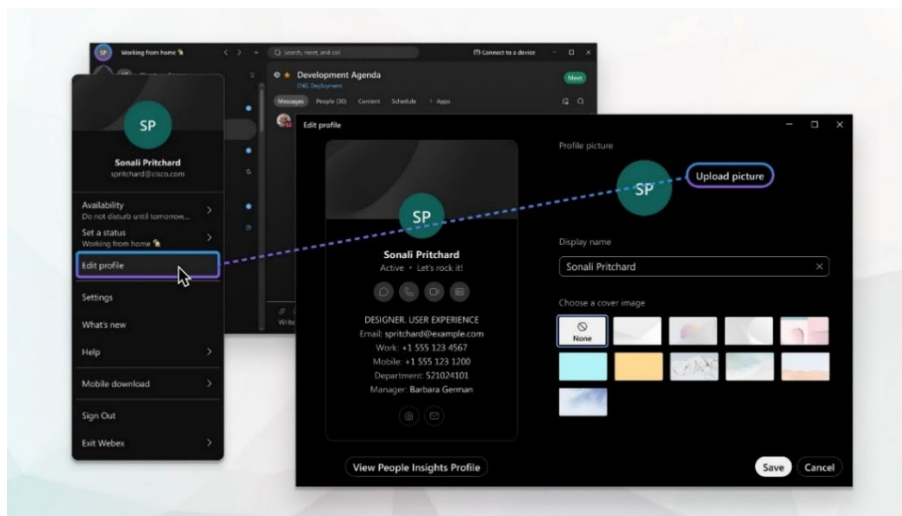 SP
Working from home
Search, meet, and call
Connect to a device
Development Agenda
DNE Deployment
Meet
Messages
People (30)
Content
Schedule
+ Apps
SP
Sonali Pritchard
spritchard@cisco.com
Availability
Do not disturb until tomorrow...
Set a status
Working from home
Edit profile
Settings
What's new
Help
Mobile download
Sign Out
Exit Webex
Write
Edit profile
SP
Sonali Pritchard
Active • Let's rock it!
DESIGNER. USER EXPERIENCE
Email: spritchard@example.com
Work: +1 555 123 4567
Mobile: +1 555 123 1200
Department: 521024101
Manager: Barbara German
View People Insights Profile
Profile picture
SP
Upload picture
Display name
Sonali Pritchard
Choose a cover image
None
Save
Cancel